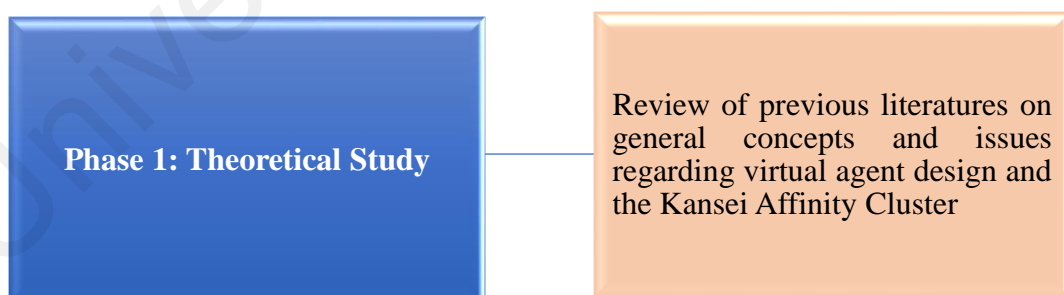 Phase 1: Theoretical Study
Review of previous literatures on
general concepts and issues
regarding virtual agent design and
the Kansei Affinity Cluster